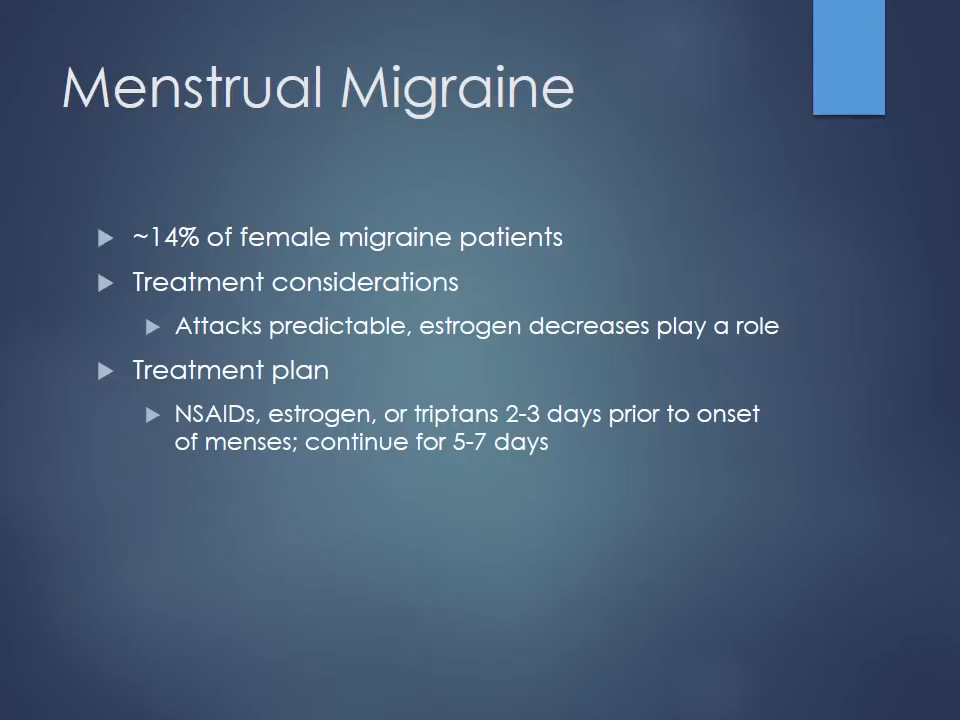 Menstrual Migraine
~14% of female migraine patients
Treatment considerations
Attacks predictable, estrogen decreases play a role
Treatment plan
NSAIDs, estrogen, or triptans 2-3 days prior to onset
of menses; continue for 5-7 days